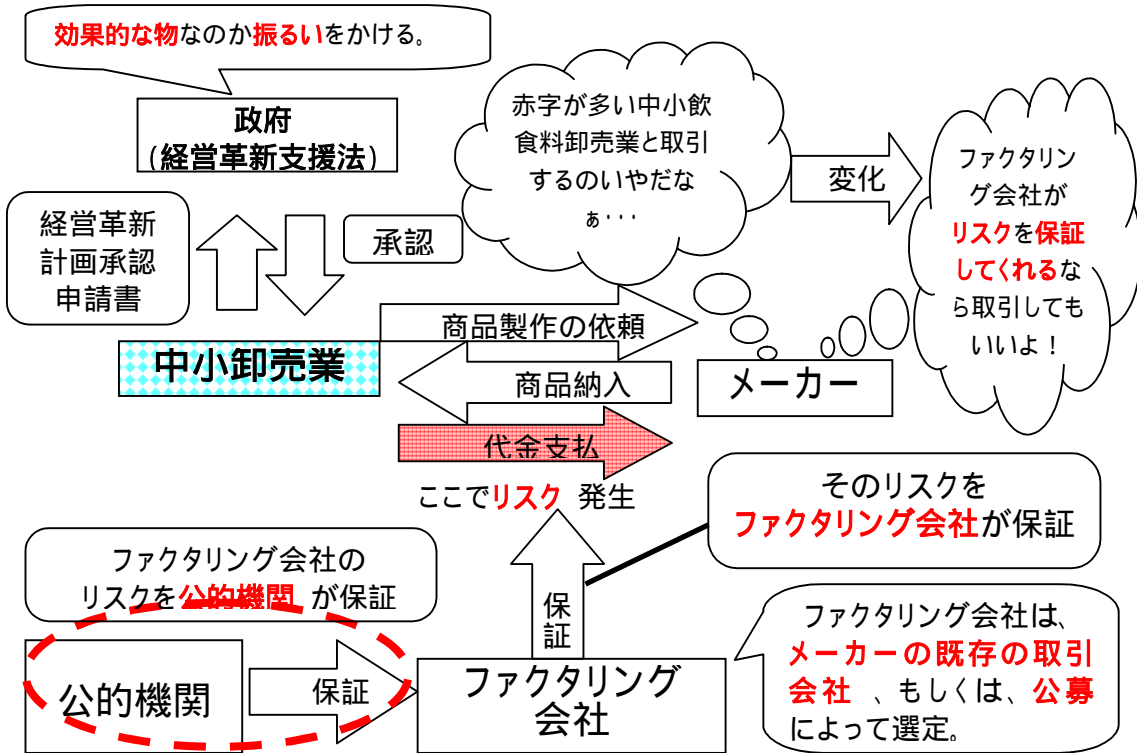 効果的な物なのか振るいをかける。
政府
(経営革新支援法)
経営革新
計画承認
申請書
承認
赤字が多い中小飲
食料卸売業と取引
するのいやだな
ぁ・・・
変化
ファクタリン
グ会社が
リスクを保証
してくれるな
ら取引しても
いいよ！
商品製作の依頼
中小卸売業
商品納入
メーカー
代金支払
ここでリスク 発生
そのリスクを
ファクタリング会社が保証
ファクタリング会社の
リスクを公的機関 が保証
保証
公的機関
保証
ファクタリング
会社
ファクタリング会社は、
メーカーの既存の取引
会社 、もしくは、公募
によって選定。